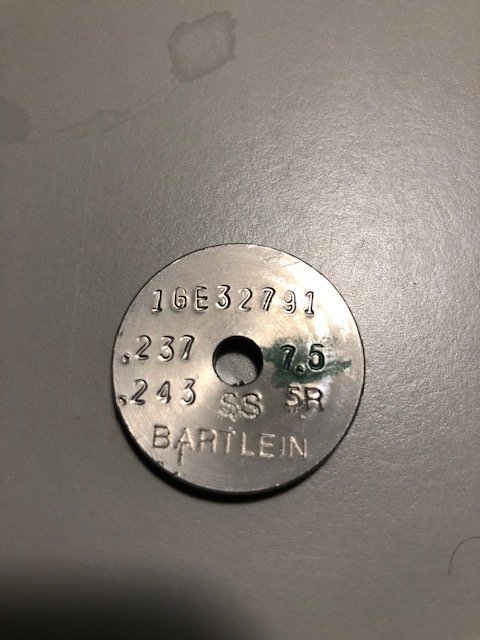 1GE32791
.237 7.5
.243 SS 5R
BARTLEIN